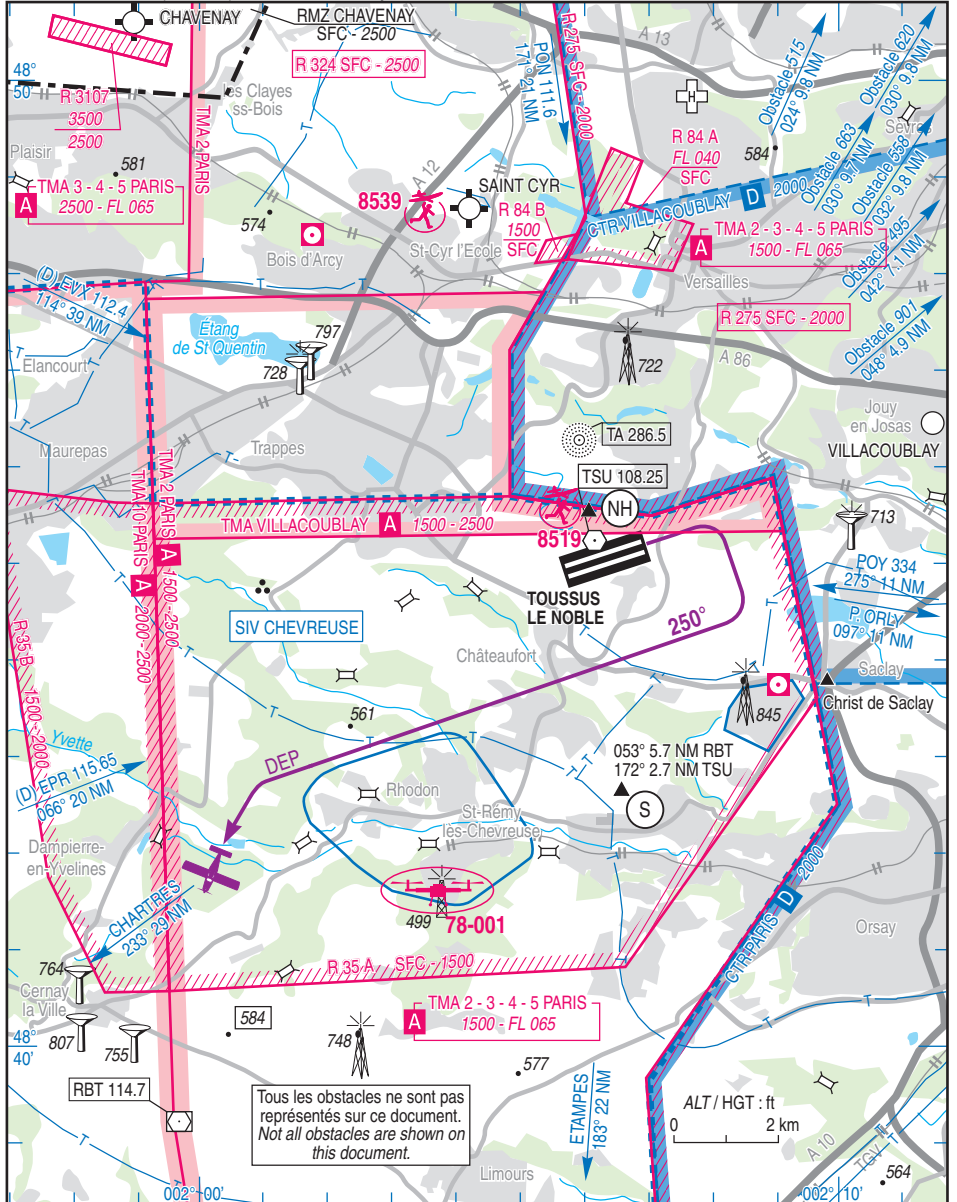 CHAVENAY
RMZ CHAVENAY
SFC - 2500
R 324 SFC - 2500
R 275 SFC - 2000
PON 111.6
171° 21 NM
A 13
Obstacle 515
024° 9.8 NM
Obstacle 620
030° 9.8 NM
48°
50'
R 3107
3500
2500
es Clayes
ss-Bois
TMA 2 PARIS
Sèvres
Plaisir
581
584
R 84 A
FL 040
SFC
Obstacle 663
030° 9.7 NM
Obstacle 558
032° 9.8 NM
A
TMA 3 - 4 - 5 PARIS
2500 - FL 065
8539
A 12
SAINT CYR
574
Bois d'Arcy
St-Cyr l'Ecole
R 84 B
1500
SFC
CTR VILLACOUBLAY D 2000
A
TMA 2 - 3 - 4 - 5 PARIS
1500 - FL 065
Obstacle 495
042° 7.1 NM
Versailles
(D) EVX 112.4
114° 39 NM
R 275 SFC - 2000
Obstacle 901
048° 4.9 NM
Étang
de St Quentin
797
728
722
A 86
Elancourt
Jouy
en Josas
VILLACOUBLAY
Maurepas
Trappes
TA 286.5
TSU 108.25
NH
TMA VILLACOUBLAY A 1500 - 2500
8519
713
TMA 10 PARIS A 2000-2500
TMA 2 PARIS A 1500-2500
TOUSSUS
LE NOBLE
POY 334
275° 11 NM
P. ORLY
097° 11 NM
SIV CHEVREUSE
250°
R 35 B 1500 - 2000
Châteaufort
Saclay
845
Christ de Saclay
561
053° 5.7 NM RBT
172° 2.7 NM TSU
S
Yvette
DEP
(D) EPR 115.65
066° 20 NM
Rhodon
St-Rémy
lès-Chevreuse
Dampierre-
en-Yvelines
CHARTRES
233° 29 NM
499
78-001
CTR PARIS D 2000
Orsay
R 35 A SFC - 1500
764
Cernay
la Ville
807
755
584
748
A
TMA 2 - 3 - 4 - 5 PARIS
1500 - FL 065
577
48°
40'
RBT 114.7
Tous les obstacles ne sont pas
représentés sur ce document.
Not all obstacles are shown on
this document.
ETAMPES
183° 22 NM
ALT / HGT : ft
0 2 km
A 10
TGV
564
Limours
002° 00'
002° 10'
T
T
T
T
T
T
T
T
T
T
T
T
T
T